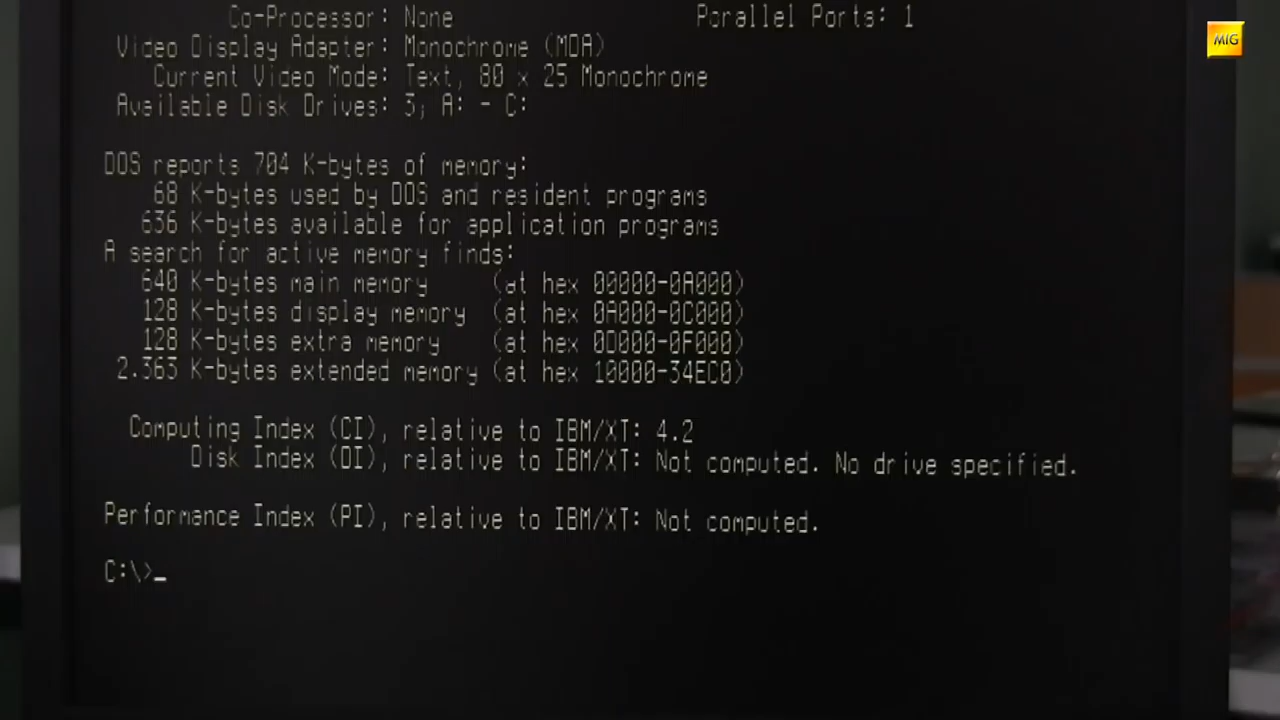 Co-Processor: None Parallel Ports: 1
Video Display Adapter: Monochrome (MDA)
Current Video Mode: Text, 80 x 25 Monochrome
Available Disk Drives: 3; A: - C:
DOS reports 704 K-bytes of memory:
68 K-bytes used by DOS and resident programs
636 K-bytes available for application programs
A search for active memory finds:
640 K-bytes main memory (at hex 00000-0A000)
128 K-bytes display memory (at hex 0A000-0C000)
128 K-bytes extra memory (at hex 0D000-0F000)
2.363 K-bytes extended memory (at hex 10000-34EC0)
Computing Index (CI), relative to IBM/XT: 4.2
Disk Index (DI), relative to IBM/XT: Not computed. No drive specified.
Performance Index (PI), relative to IBM/XT: Not computed.
C:\>_
MIG